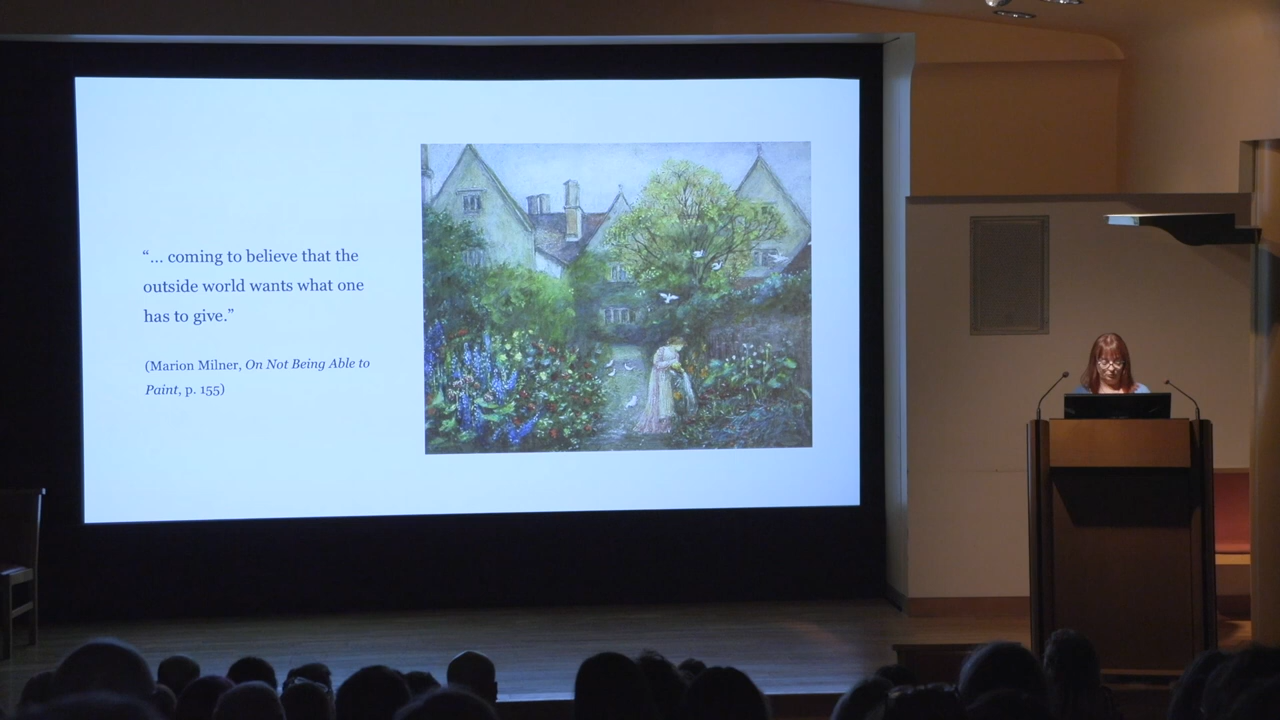 “... coming to believe that the
outside world wants what one
has to give.”
(Marion Milner, On Not Being Able to
Paint, p. 155)